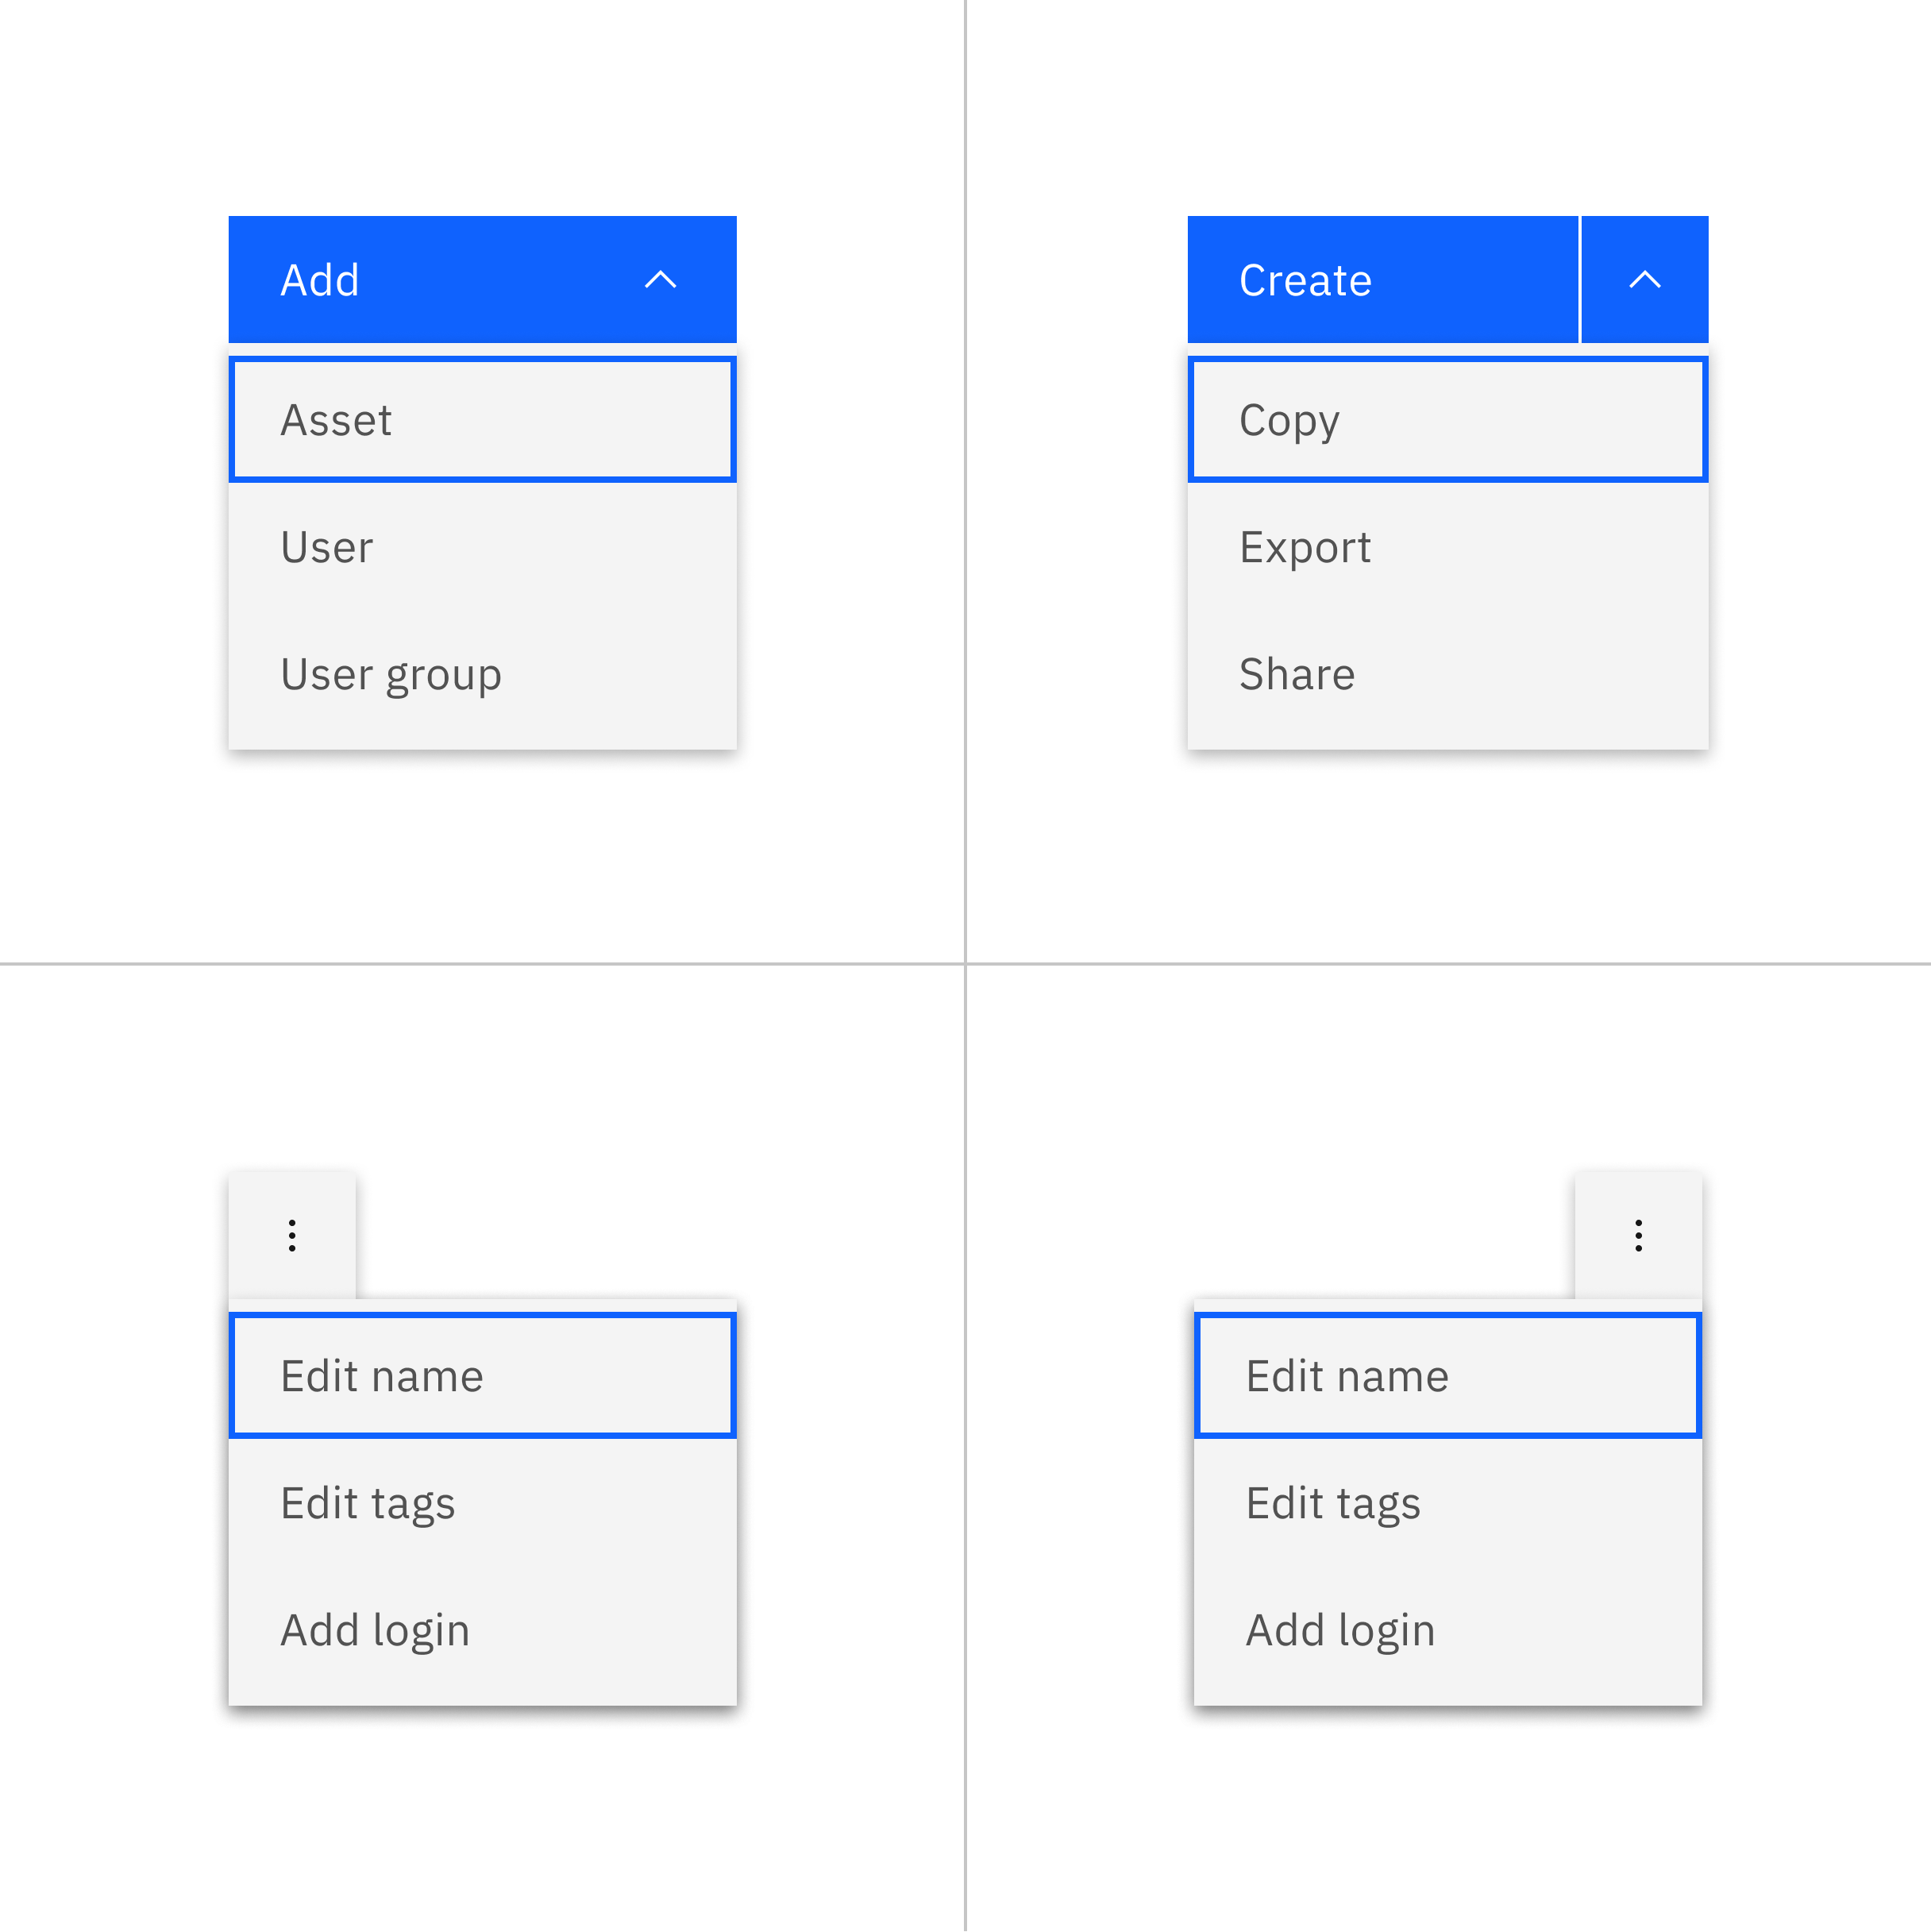 Add
Asset
User
User group
Create
Copy
Export
Share
Edit name
Edit tags
Add login
Edit name
Edit tags
Add login